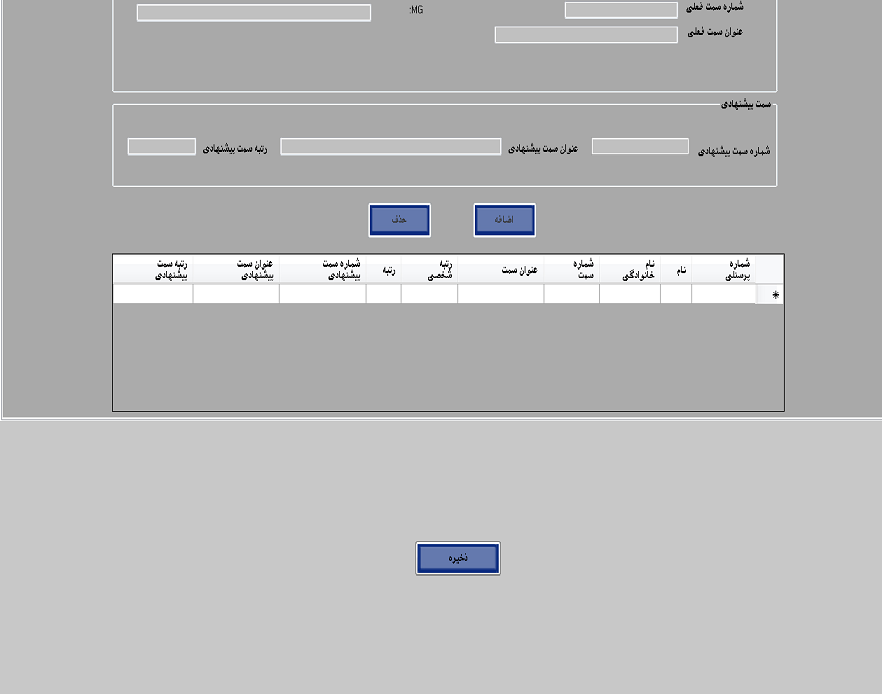 شماره سمت فعلی
MG:
عنوان سمت فعلی
سمت پیشنهادی
شماره سمت پیشنهادی
عنوان سمت پیشنهادی
رتبه سمت پیشنهادی
اضافه
حذف
شماره پرسنلی
نام
نام خانوادگی
شماره سمت
عنوان سمت
رتبه شخصی
رتبه
شماره سمت پیشنهادی
عنوان سمت پیشنهادی
رتبه سمت پیشنهادی
ذخیره